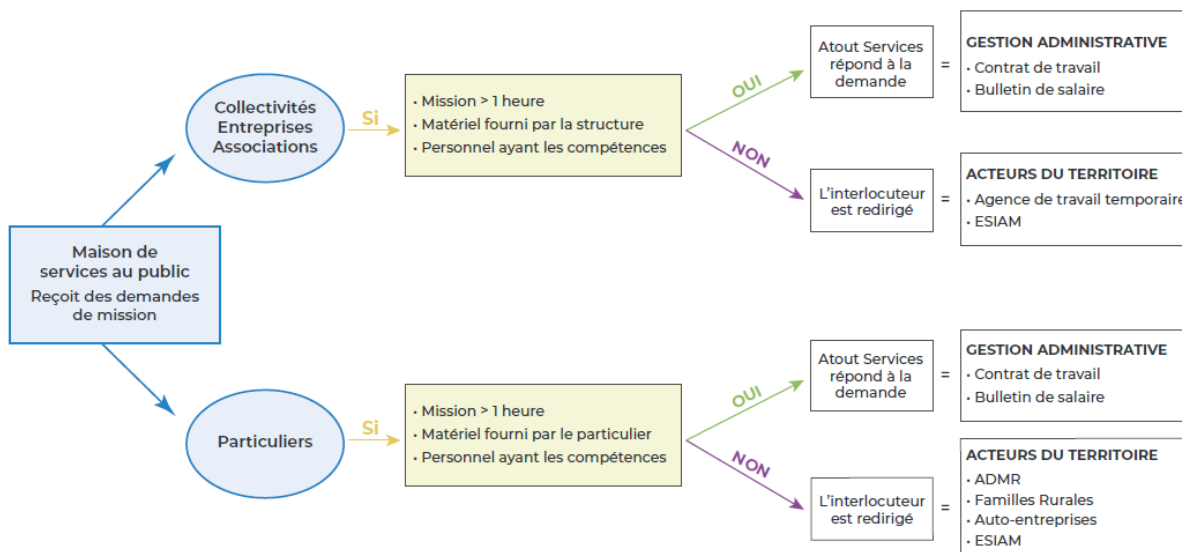 Maison de
services au public
Reçoit des demandes
de mission
Collectivités
Entreprises
Associations
Si
• Mission > 1 heure
• Matériel fourni par la structure
• Personnel ayant les compétences
OUI
Atout Services
répond à la
demande
=
GESTION ADMINISTRATIVE
• Contrat de travail
• Bulletin de salaire
NON
L'interlocuteur
est redirigé
=
ACTEURS DU TERRITOIRE
• Agence de travail temporaire
• ESIAM
Particuliers
Si
• Mission > 1 heure
• Matériel fourni par le particulier
• Personnel ayant les compétences
OUI
Atout Services
répond à la
demande
=
GESTION ADMINISTRATIVE
• Contrat de travail
• Bulletin de salaire
NON
L'interlocuteur
est redirigé
=
ACTEURS DU TERRITOIRE
• ADMR
• Familles Rurales
• Auto-entreprises
• ESIAM